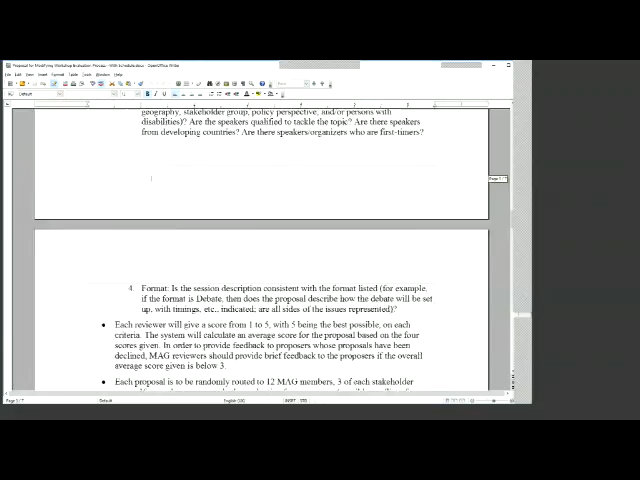 Proposal for Modifying Workshop Evaluation Process - With Schedule.docx - OpenOffice Writer
File Edit View Insert Format Table Tools Window Help
Default
geography, stakeholder group, policy perspective, and/or persons with
disabilities)? Are the speakers qualified to tackle the topic? Are there speakers
from developing countries? Are there speakers/organizers who are first-timers?
4. Format: Is the session description consistent with the format listed (for example,
if the format is Debate, then does the proposal describe how the debate will be set
up, with timings, etc., indicated; are all sides of the issues represented)?
• Each reviewer will give a score from 1 to 5, with 5 being the best possible, on each
criteria. The system will calculate an average score for the proposal based on the four
scores given. In order to provide feedback to proposers whose proposals have been
declined, MAG reviewers should provide brief feedback to the proposers if the overall
average score given is below 3.
• Each proposal is to be randomly routed to 12 MAG members, 3 of each stakeholder
Default English (UK) INSRT STD